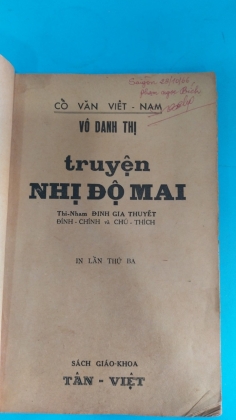 CỔ VĂN VIỆT - NAM
VÔ DANH THỊ
truyện
NHỊ ĐỘ MAI
Thi-Nham ĐINH GIA THUYẾT
ĐÍNH - CHÍNH và CHÚ - THÍCH
IN LẦN THỨ BA
SÁCH GIÁO - KHOA
TÂN - VIỆT